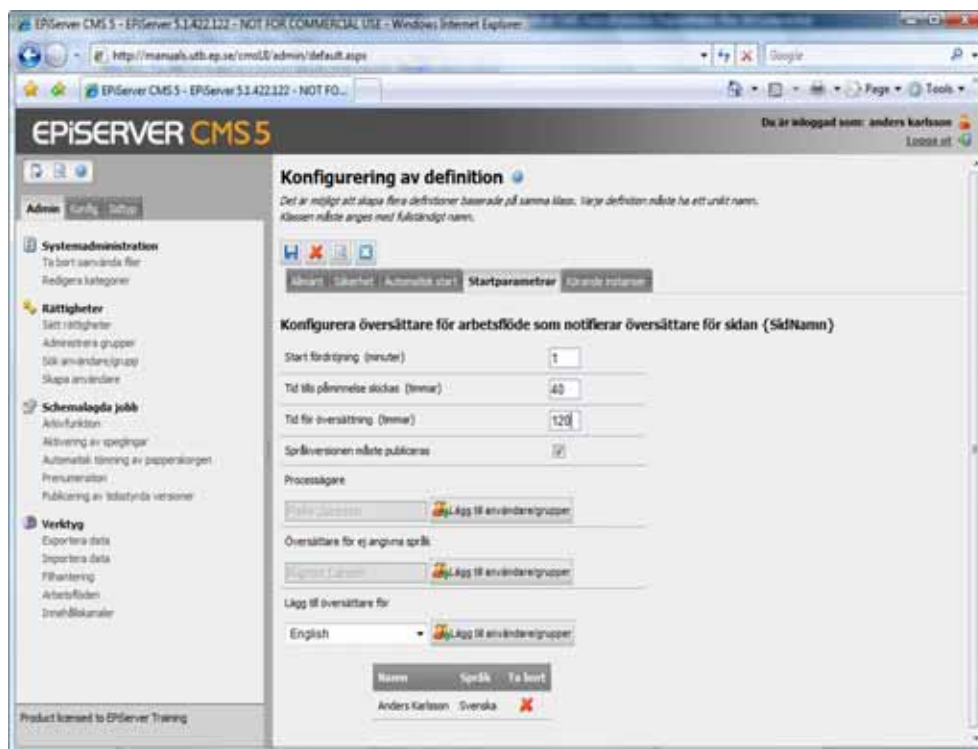 EPiServer CMS 5 - EPiServer 5.1.422.122 - NOT FOR COMMERCIAL USE - Windows Internet Explorer
http://manuals.utb.ep.se/cmsUI/admin/default.aspx
Google
EPiServer CMS 5 - EPiServer 5.1.422.122 - NOT FO...
Page
Tools
EPiSERVER CMS 5
Du är inloggad som: anders karlsson
Logga ut
Admin
Konfig
Sidtyp
Systemadministration
Ta bort oanvända filer
Redigera kategorier
Rättigheter
Sätt rättigheter
Administrera grupper
Sök användare/grupp
Skapa användare
Schemalagda jobb
Arkivfunktion
Aktivering av speglingar
Automatisk tömning av papperskorgen
Prenumeration
Publicering av tidsstyrda versioner
Verktyg
Exportera data
Importera data
Filhantering
Arbetsflöden
Innehållskanaler
Product licensed to EPiServer Training
Konfigurering av definition
Det är möjligt att skapa flera definitioner baserade på samma klass. Varje definition måste ha ett unikt namn.
Klassen måste anges med fullständigt namn.
Allmänt
Säkerhet
Automatisk start
Startparametrar
Körande instanser
Konfigurera översättare för arbetsflöde som notifierar översättare för sidan {SidNamn}
Start fördröjning (minuter) 1
Tid tills påminnelse skickas (timmar) 40
Tid för översättning (timmar) 120
Språkversionen måste publiceras
Processägare
Lägg till användare/grupper
Översättare för ej angivna språk
Lägg till användare/grupper
Lägg till översättare för
English
Lägg till användare/grupper
Namn Språk Ta bort
Anders Karlsson Svenska